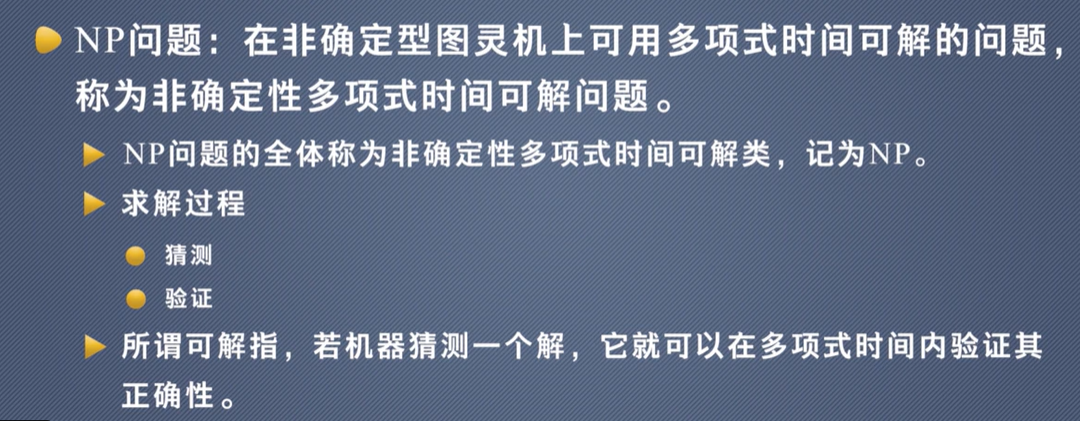 NP问题：在非确定型图灵机上可用多项式时间可解的问题，
称为非确定性多项式时间可解问题。
NP问题的全体称为非确定性多项式时间可解类，记为NP。
求解过程
猜测
验证
所谓可解指，若机器猜测一个解，它就可以在多项式时间内验证其
正确性。